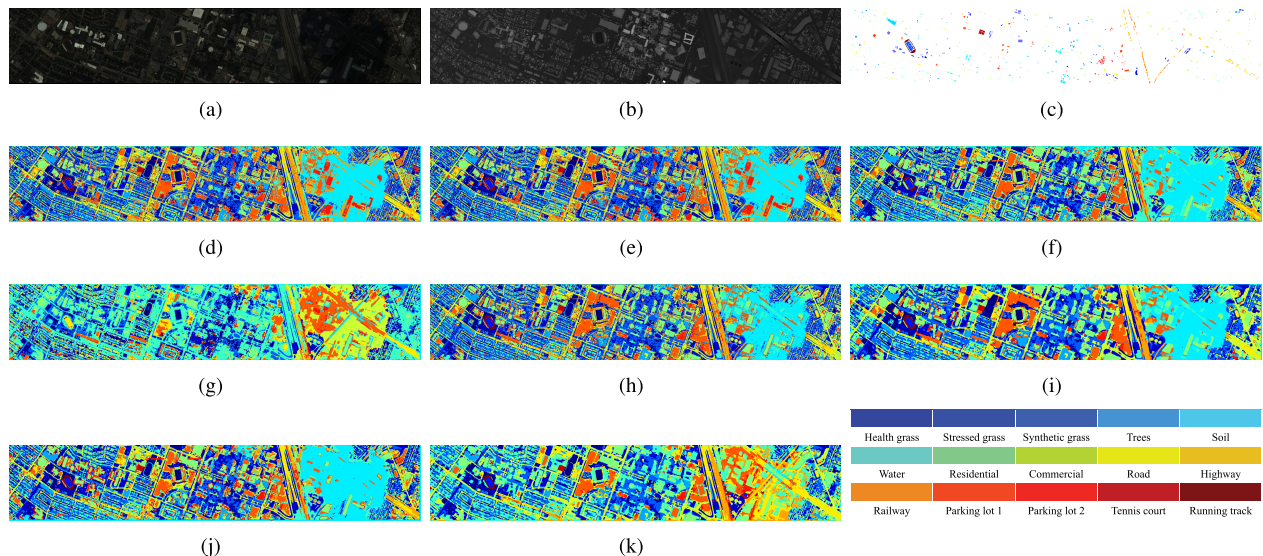 (a) (b) (c)
(d) (e) (f)
(g) (h) (i)
Health grass Stressed grass Synthetic grass Trees Soil
Water Residential Commercial Road Highway
Railway Parking lot 1 Parking lot 2 Tennis court Running track
(j) (k)